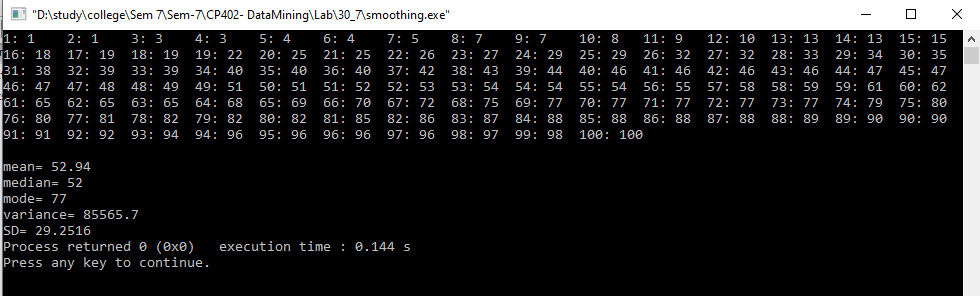 "D:\study\college\Sem 7\Sem-7\CP402- DataMining\Lab\30_7\smoothing.exe"
1: 1 2: 1 3: 3 4: 3 5: 4 6: 4 7: 5 8: 7 9: 7 10: 8 11: 9 12: 10 13: 13 14: 13 15: 15
16: 18 17: 19 18: 19 19: 22 20: 25 21: 25 22: 26 23: 27 24: 29 25: 29 26: 32 27: 32 28: 33 29: 34 30: 35
31: 38 32: 39 33: 39 34: 40 35: 40 36: 40 37: 42 38: 43 39: 44 40: 46 41: 46 42: 46 43: 46 44: 47 45: 47
46: 47 47: 48 48: 49 49: 51 50: 51 51: 52 52: 53 53: 54 54: 54 55: 54 56: 55 57: 58 58: 59 59: 61 60: 62
61: 65 62: 65 63: 65 64: 68 65: 69 66: 70 67: 72 68: 75 69: 77 70: 77 71: 77 72: 77 73: 77 74: 79 75: 80
76: 80 77: 81 78: 82 79: 82 80: 82 81: 85 82: 86 83: 87 84: 88 85: 88 86: 88 87: 88 88: 89 89: 90 90: 90
91: 91 92: 92 93: 94 94: 96 95: 96 96: 96 97: 96 98: 97 99: 98 100: 100
mean= 52.94
median= 52
mode= 77
variance= 85565.7
SD= 29.2516
Process returned 0 (0x0) execution time : 0.144 s
Press any key to continue.